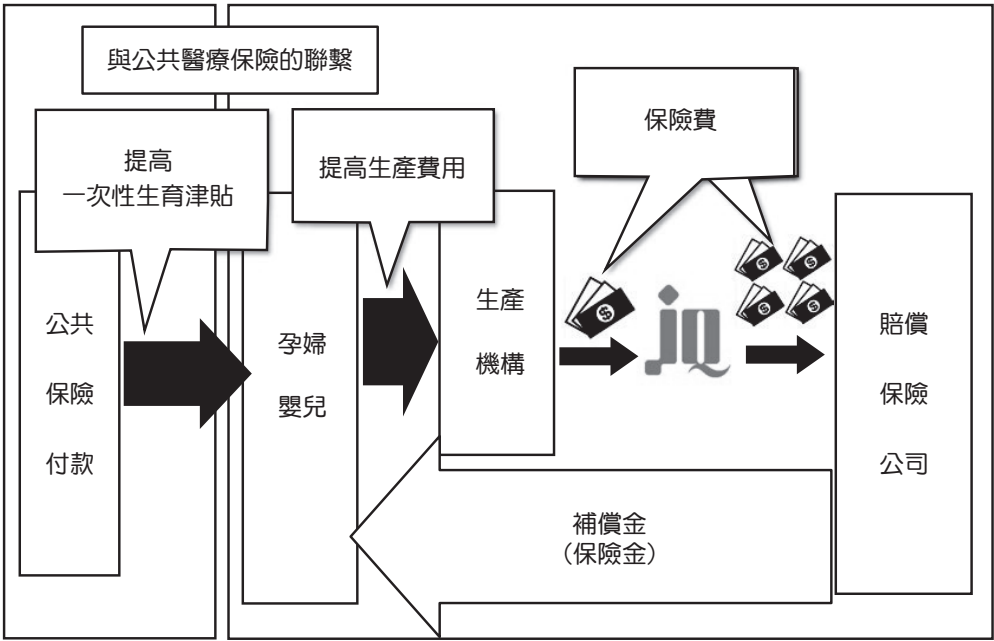 與公共醫療保險的聯繫
提高
一次性生育津貼
提高生產費用
保險費
公共
保險
付款
孕婦
嬰兒
生產
機構
jQ
賠償
保險
公司
補償金
（保險金）